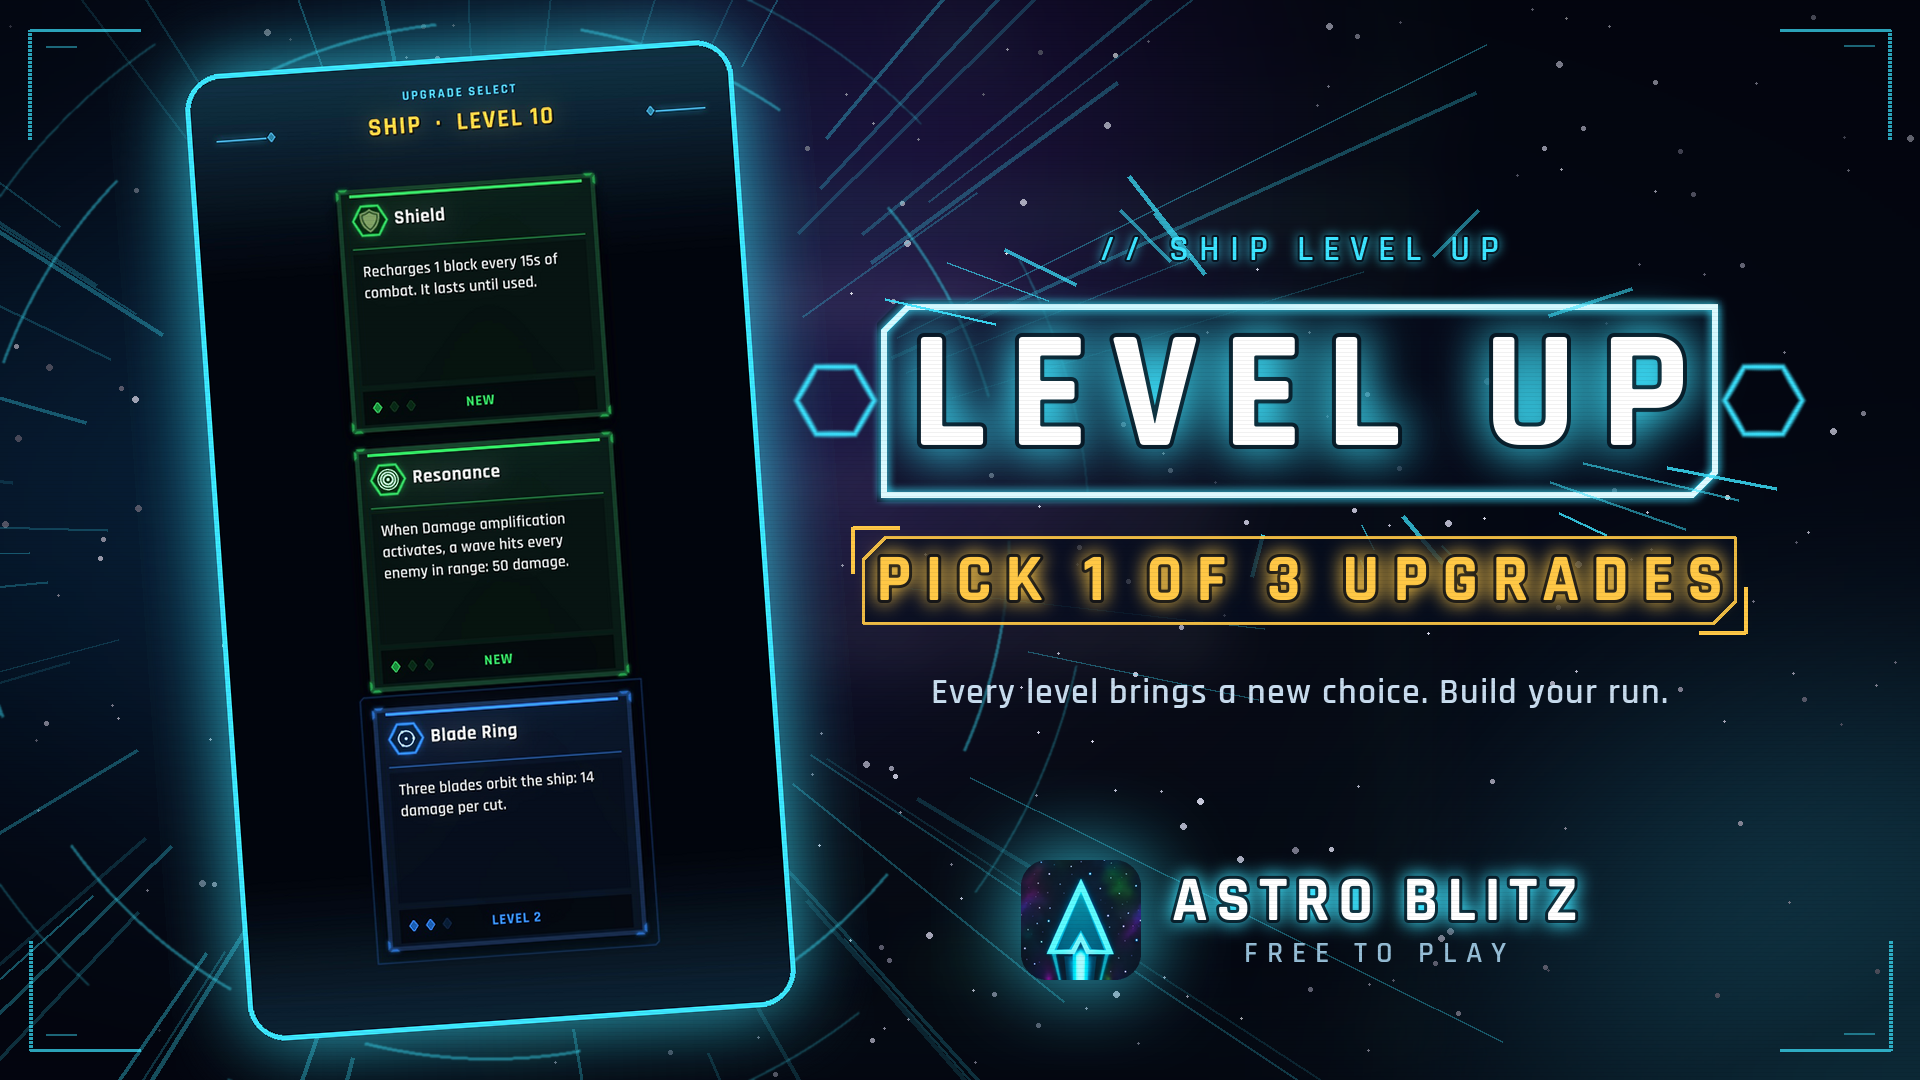 UPGRADE SELECT
SHIP · LEVEL 10
Shield
Recharges 1 block every 15s of
combat. It lasts until used.
NEW
Resonance
When Damage amplification
activates, a wave hits every
enemy in range: 50 damage.
NEW
Blade Ring
Three blades orbit the ship: 14
damage per cut.
LEVEL 2
// SHIP LEVEL UP
LEVEL UP
PICK 1 OF 3 UPGRADES
Every level brings a new choice. Build your run.
ASTRO BLITZ
FREE TO PLAY